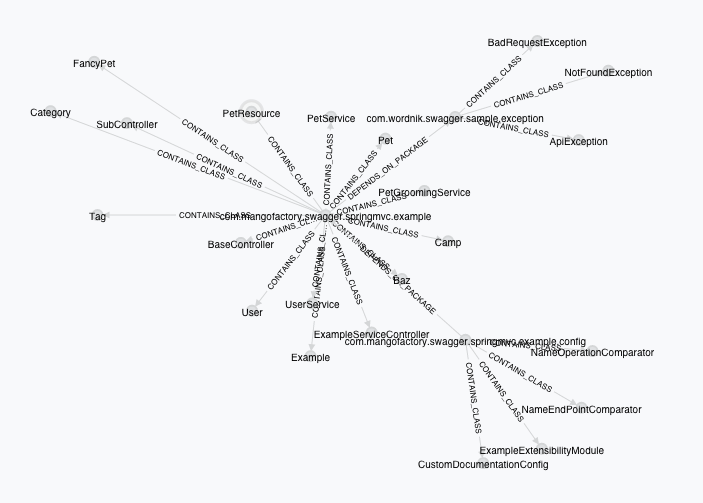 BadRequestException
FancyPet
NotFoundException
CONTAINS_CLASS
CONTAINS_CLASS
Category
PetResource
PetService
com.wordnik.swagger.sample.exception
SubController
CONTAINS_CLASS
CONTAINS_CLASS
Pet
ApiException
CONTAINS_CLASS
CONTAINS_CLASS
CONTAINS_CLASS
CONTAINS_CLASS
CONTAINS_CLASS
CONTAINS_CLASS
DEPENDS_ON_PACKAGE
PetGroomingService
CONTAINS_CLASS
Tag
CONTAINS_CLASS
com.mangofactory.swagger.springmvc.example
CONTAINS_CL...
CONTAINS_CLASS
BaseController
Camp
CONTAINS_CLASS
CONTAINS_CL...
CONTAINS_CLASS
CONTAINS_CLASS
CONTAINS_CLASS
DEPENDS_ON_PACKAGE
Baz
User
UserService
ExampleServiceController
com.mangofactory.swagger.springmvc.example.config
CONTAINS_CLASS
NameOperationComparator
Example
CONTAINS_CLASS
CONTAINS_CLASS
CONTAINS_CLASS
NameEndPointComparator
ExampleExtensibilityModule
CustomDocumentationConfig